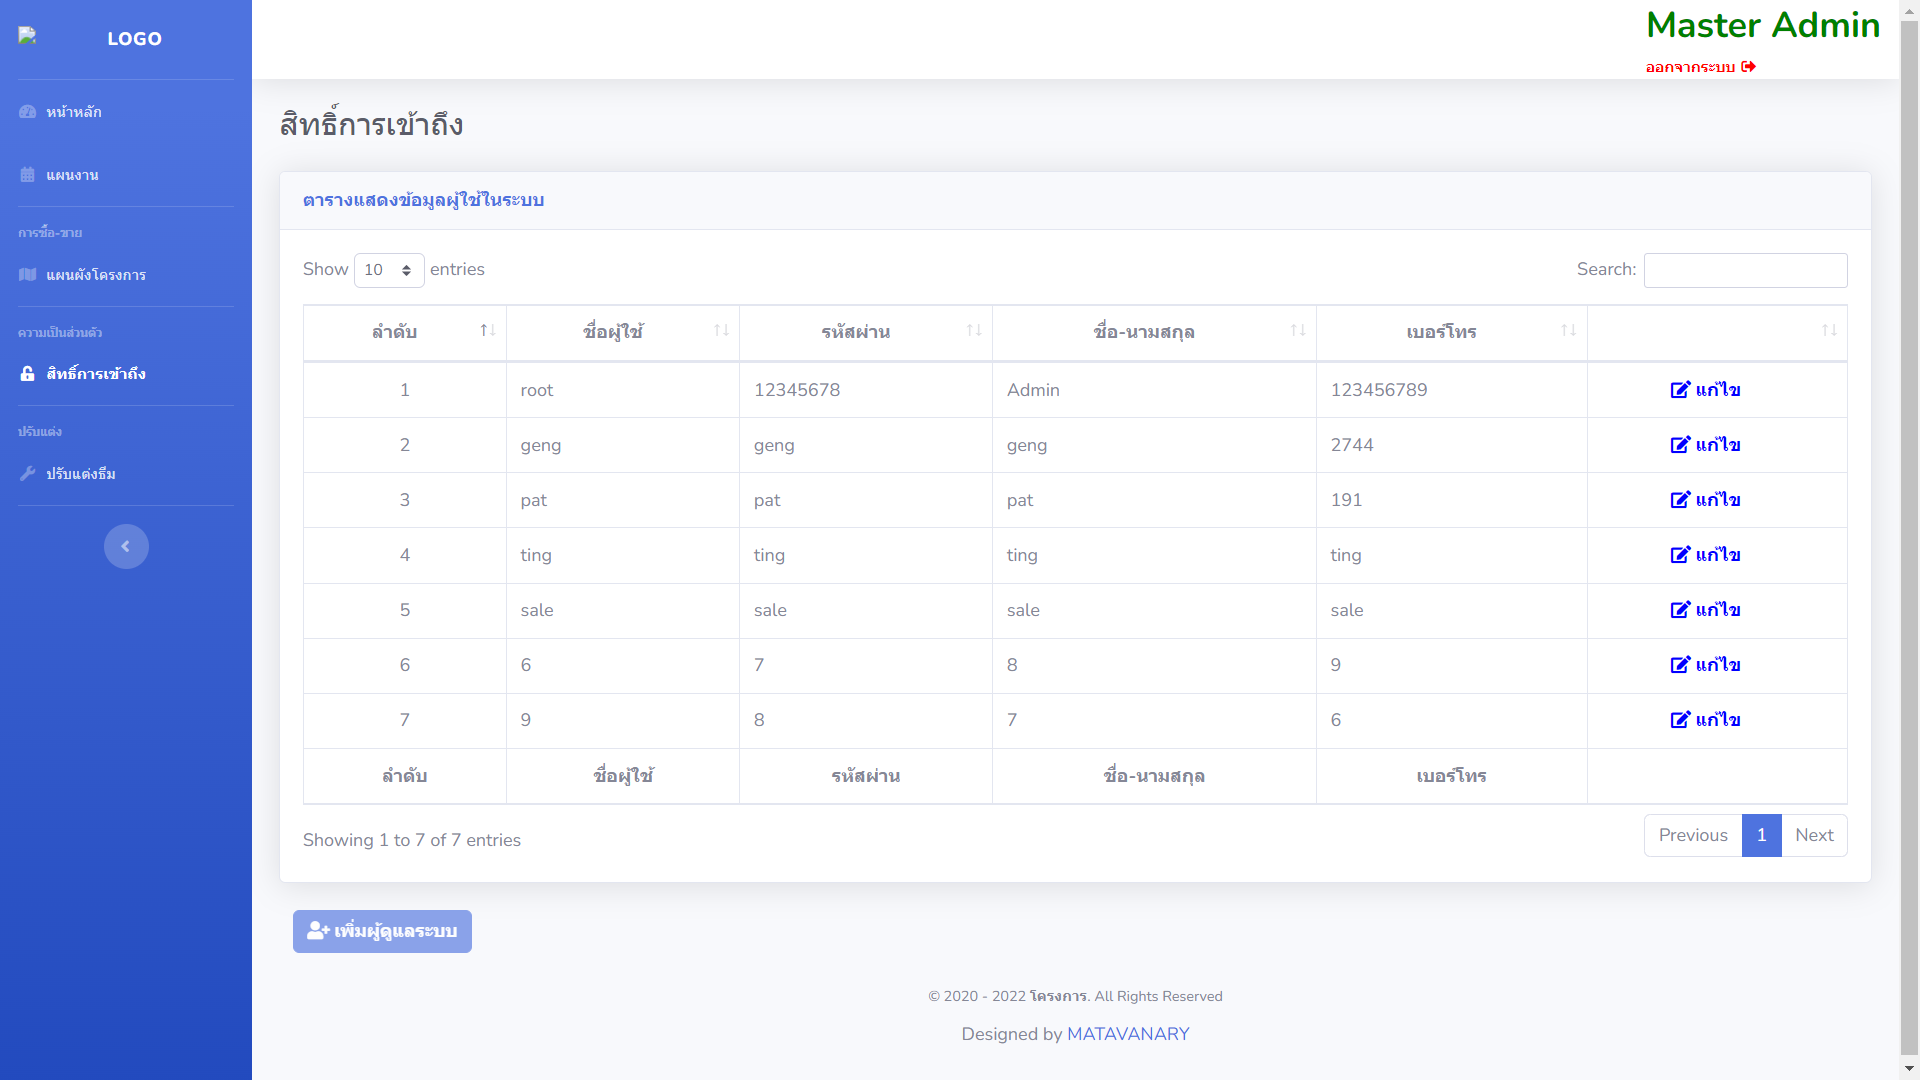 LOGO
หน้าหลัก
แผนงาน
การซื้อ-ขาย
แผนผังโครงการ
ความเป็นส่วนตัว
สิทธิ์การเข้าถึง
ปรับแต่ง
ปรับแต่งธีม
Master Admin
ออกจากระบบ
สิทธิ์การเข้าถึง
ตารางแสดงข้อมูลผู้ใช้ในระบบ
Show 10 entries Search:
ลำดับ ชื่อผู้ใช้ รหัสผ่าน ชื่อ-นามสกุล เบอร์โทร
1 root 12345678 Admin 123456789 แก้ไข
2 geng geng geng 2744 แก้ไข
3 pat pat pat 191 แก้ไข
4 ting ting ting ting แก้ไข
5 sale sale sale sale แก้ไข
6 6 7 8 9 แก้ไข
7 9 8 7 6 แก้ไข
ลำดับ ชื่อผู้ใช้ รหัสผ่าน ชื่อ-นามสกุล เบอร์โทร
Showing 1 to 7 of 7 entries Previous 1 Next
เพิ่มผู้ดูแลระบบ
© 2020 - 2022 โครงการ. All Rights Reserved
Designed by MATAVANARY